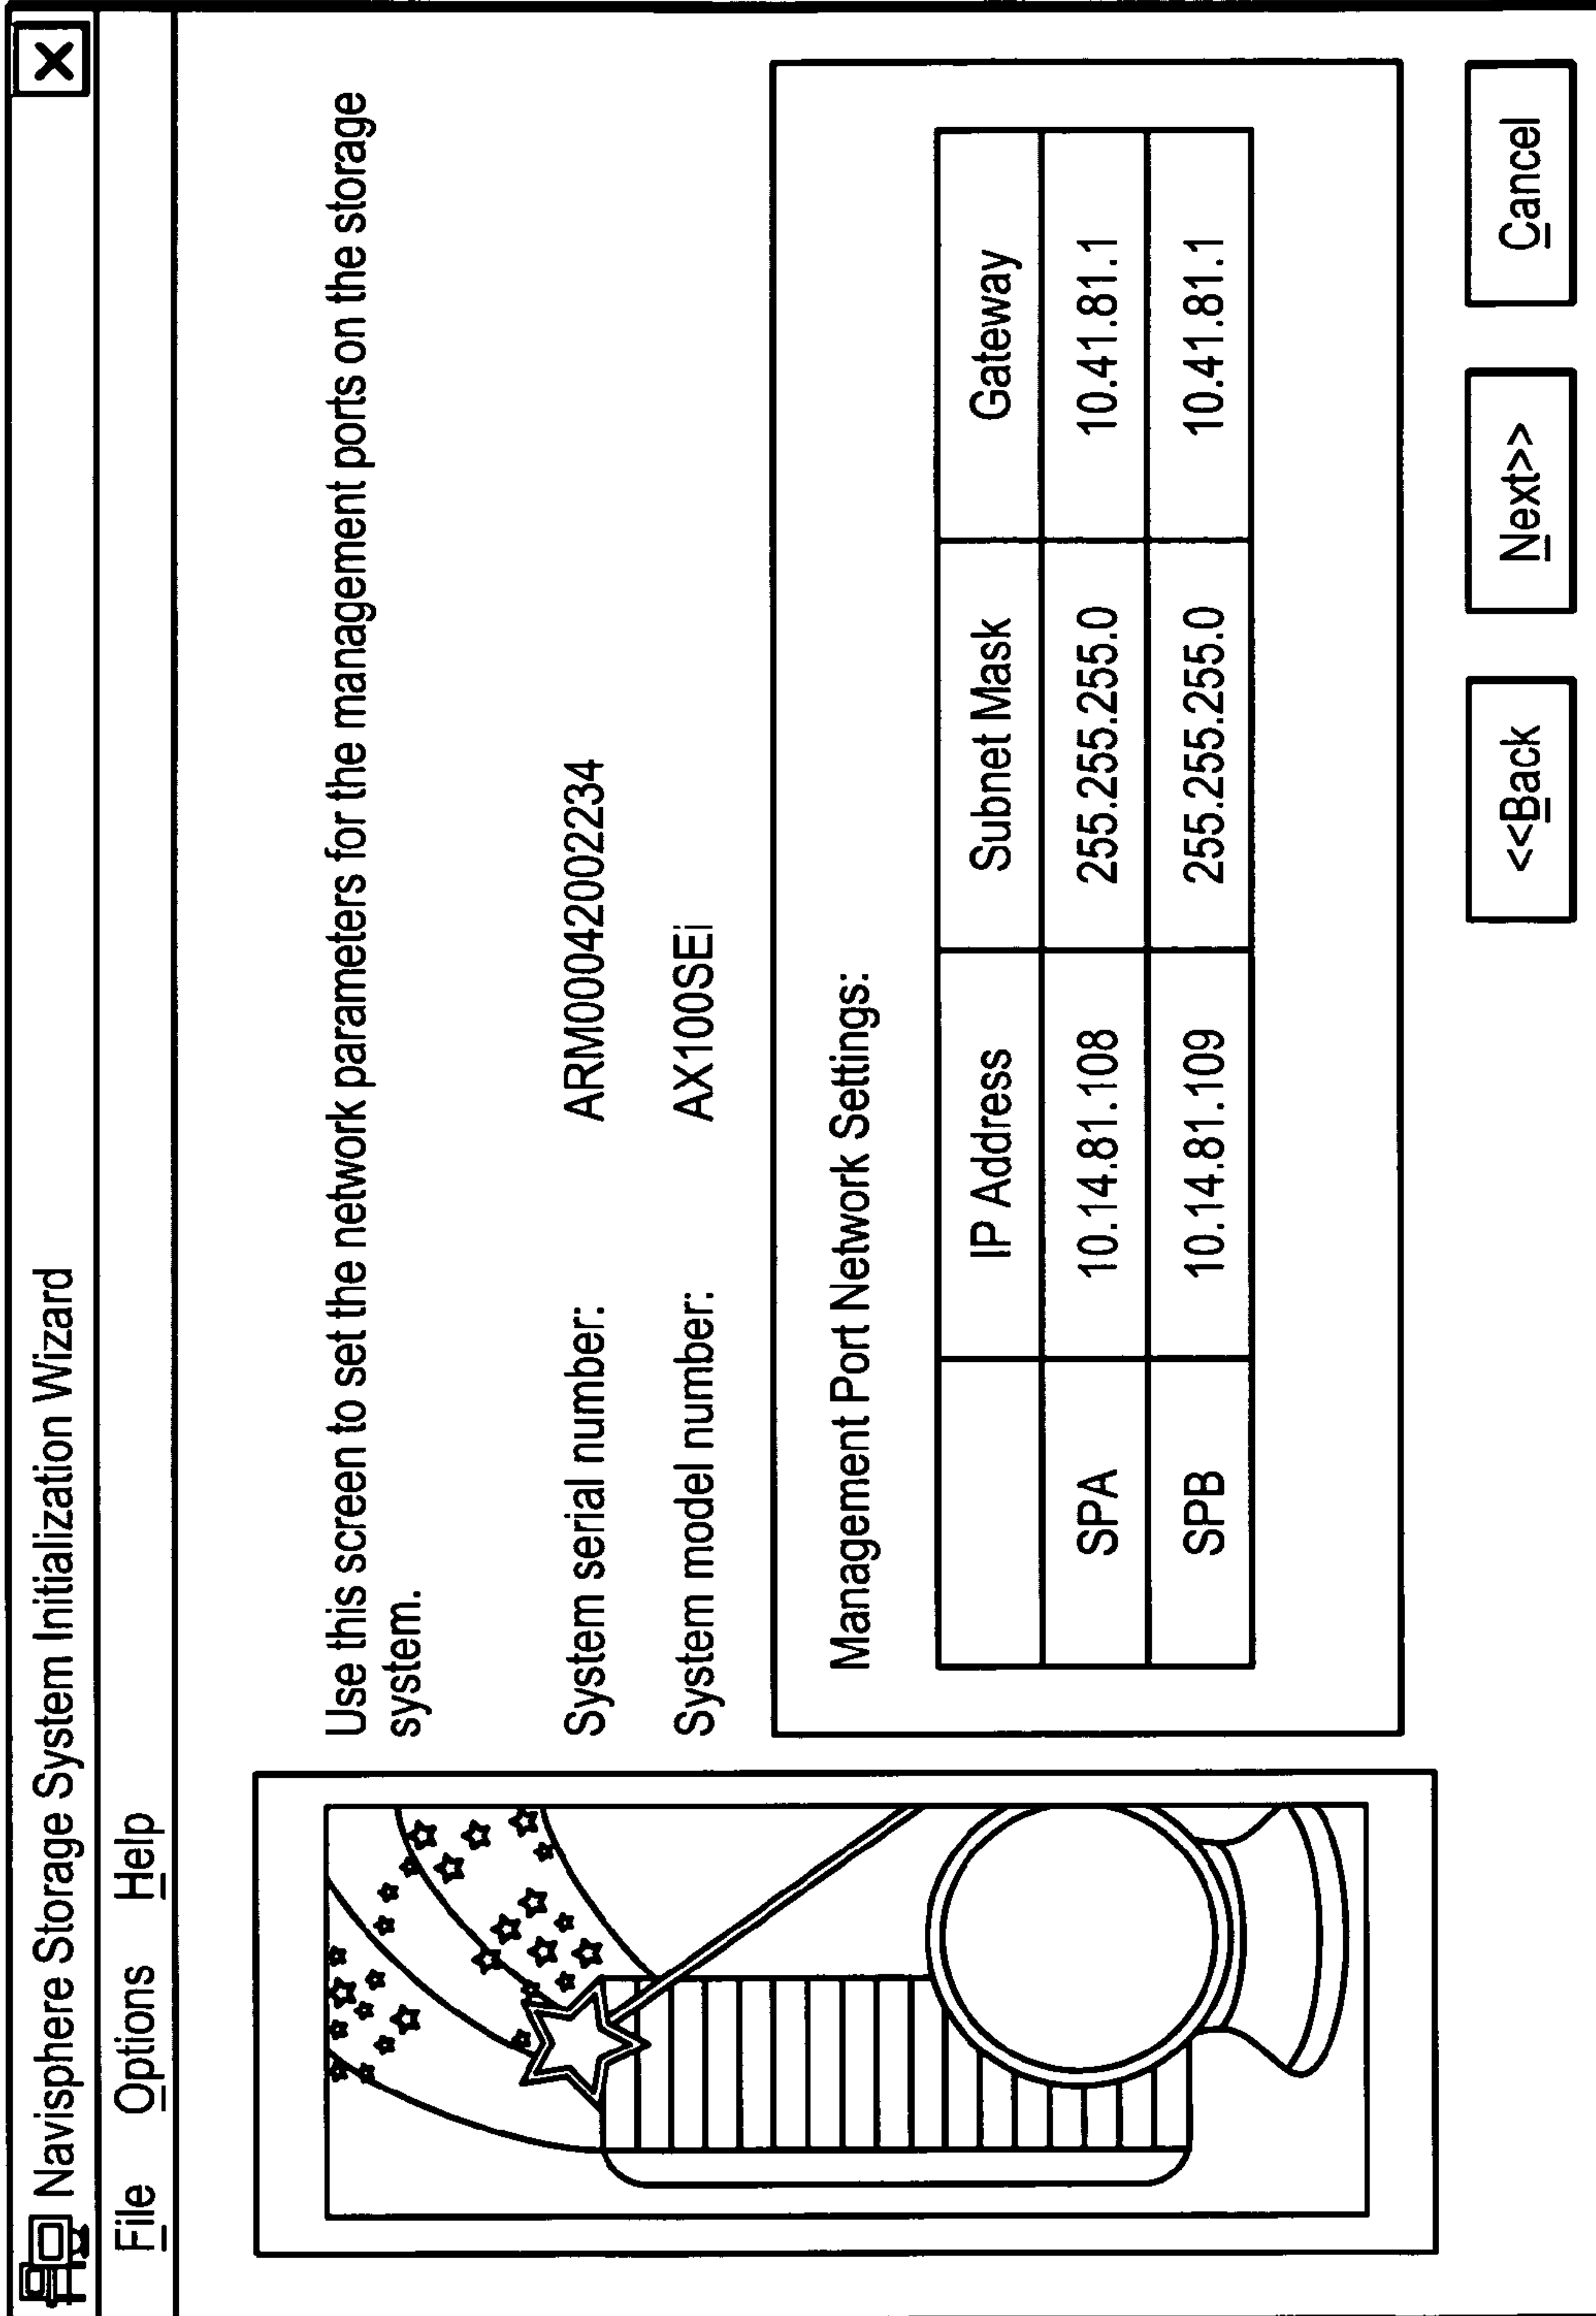 Navisphere Storage System Initialization Wizard
X
File Options Help
Use this screen to set the network parameters for the management ports on the storage
system.
System serial number: ARM00042002234
System model number: AX100SEi
Management Port Network Settings:
IP Address Subnet Mask Gateway
SPA 10.14.81.108 255.255.255.0 10.41.81.1
SPB 10.14.81.109 255.255.255.0 10.41.81.1
<<Back Next>> Cancel